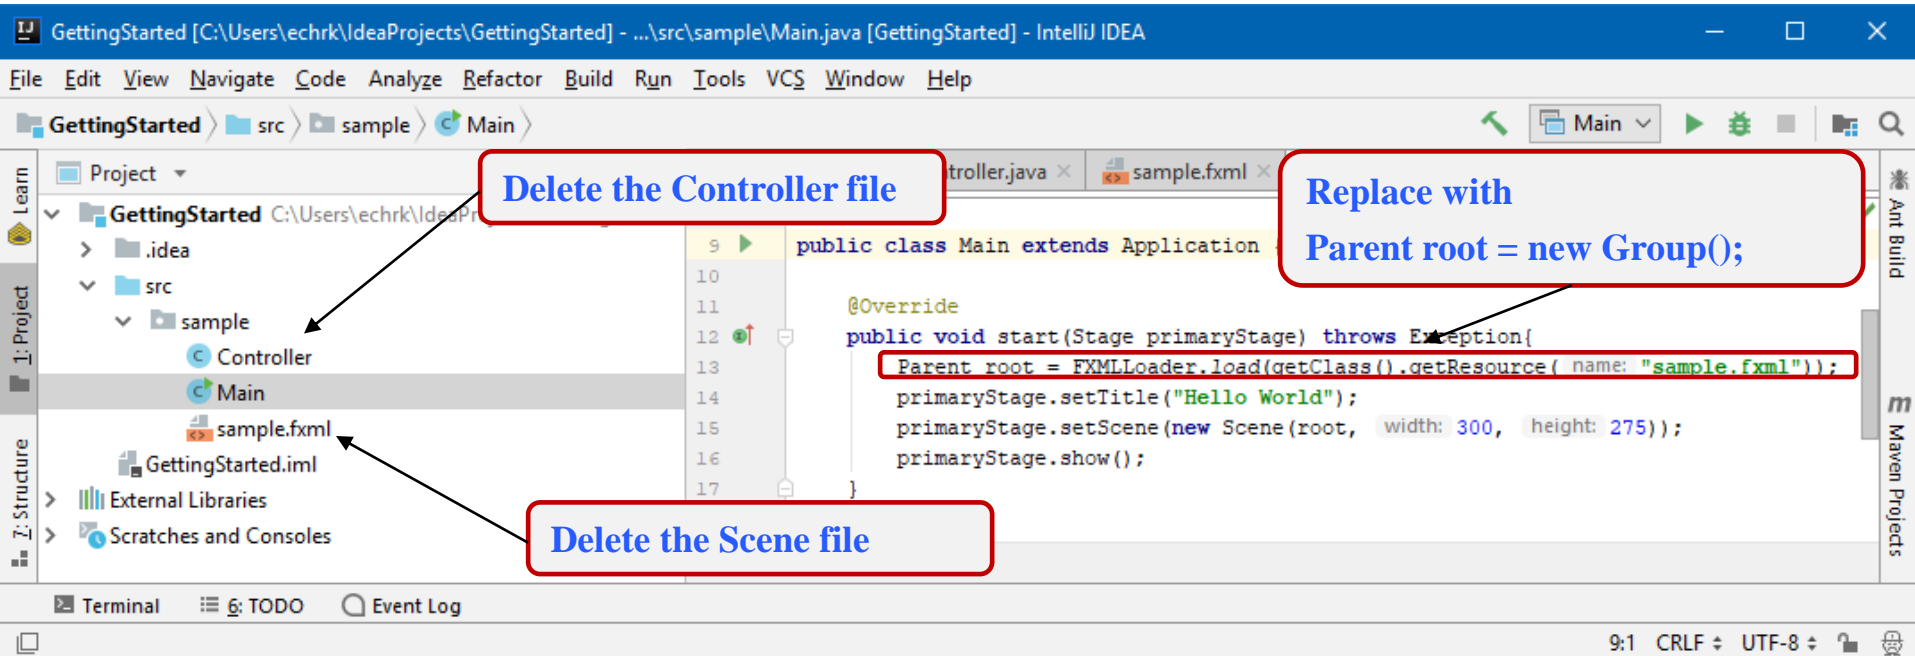 GettingStarted [C:\Users\echrk\IdeaProjects\GettingStarted] - ...\src\sample\Main.java [GettingStarted] - IntelliJ IDEA
File Edit View Navigate Code Analyze Refactor Build Run Tools VCS Window Help
GettingStarted src sample Main
Main
Learn
1: Project
7: Structure
Project
GettingStarted C:\Users\echrk\IdeaPr
.idea
src
sample
Controller
Main
sample.fxml
GettingStarted.iml
External Libraries
Scratches and Consoles
Delete the Controller file
Delete the Scene file
troller.java
sample.fxml
Replace with
Parent root = new Group();
9 public class Main extends Application {
10
11 @Override
12 public void start(Stage primaryStage) throws Exception{
13 Parent root = FXMLLoader.load(getClass().getResource( name: "sample.fxml"));
14 primaryStage.setTitle("Hello World");
15 primaryStage.setScene(new Scene(root, width: 300, height: 275));
16 primaryStage.show();
17 }
Ant Build
m Maven Projects
Terminal 6: TODO Event Log
9:1 CRLF UTF-8